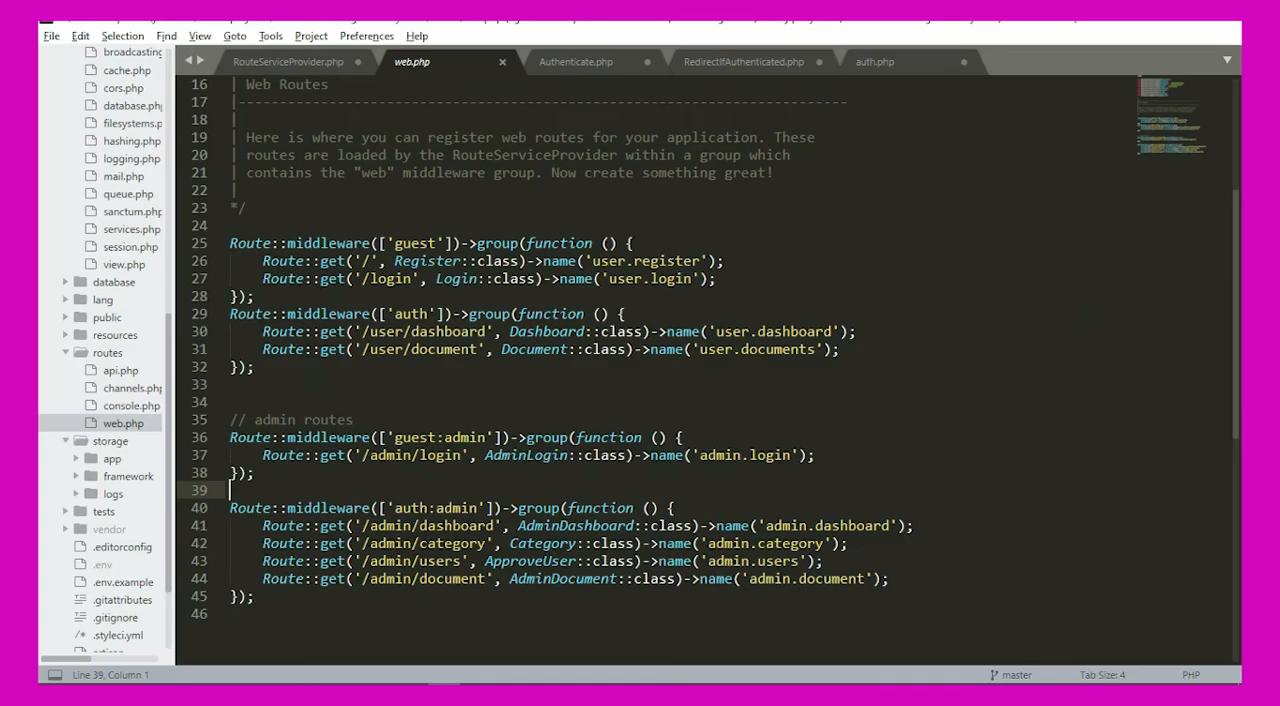 File Edit Selection Find View Goto Tools Project Preferences Help
RouteServiceProvider.php web.php Authenticate.php RedirectIfAuthenticated.php auth.php
broadcasting
cache.php
cors.php
database.php
filesystems.p
hashing.php
logging.php
mail.php
queue.php
sanctum.php
services.php
session.php
view.php
database
lang
public
resources
routes
api.php
channels.php
console.php
web.php
storage
app
framework
logs
tests
vendor
.editorconfig
.env
.env.example
.gitattributes
.gitignore
.styleci.yml
16 | Web Routes
17 |--------------------------------------------------------------------------
18 |
19 | Here is where you can register web routes for your application. These
20 | routes are loaded by the RouteServiceProvider within a group which
21 | contains the "web" middleware group. Now create something great!
22 |
23 */
24
25 Route::middleware(['guest'])->group(function () {
26     Route::get('/', Register::class)->name('user.register');
27     Route::get('/login', Login::class)->name('user.login');
28 });
29 Route::middleware(['auth'])->group(function () {
30     Route::get('/user/dashboard', Dashboard::class)->name('user.dashboard');
31     Route::get('/user/document', Document::class)->name('user.documents');
32 });
33
34
35 // admin routes
36 Route::middleware(['guest:admin'])->group(function () {
37     Route::get('/admin/login', AdminLogin::class)->name('admin.login');
38 });
39
40 Route::middleware(['auth:admin'])->group(function () {
41     Route::get('/admin/dashboard', AdminDashboard::class)->name('admin.dashboard');
42     Route::get('/admin/category', Category::class)->name('admin.category');
43     Route::get('/admin/users', ApproveUser::class)->name('admin.users');
44     Route::get('/admin/document', AdminDocument::class)->name('admin.document');
45 });
46
Line 39, Column 1 master Tab Size: 4 PHP